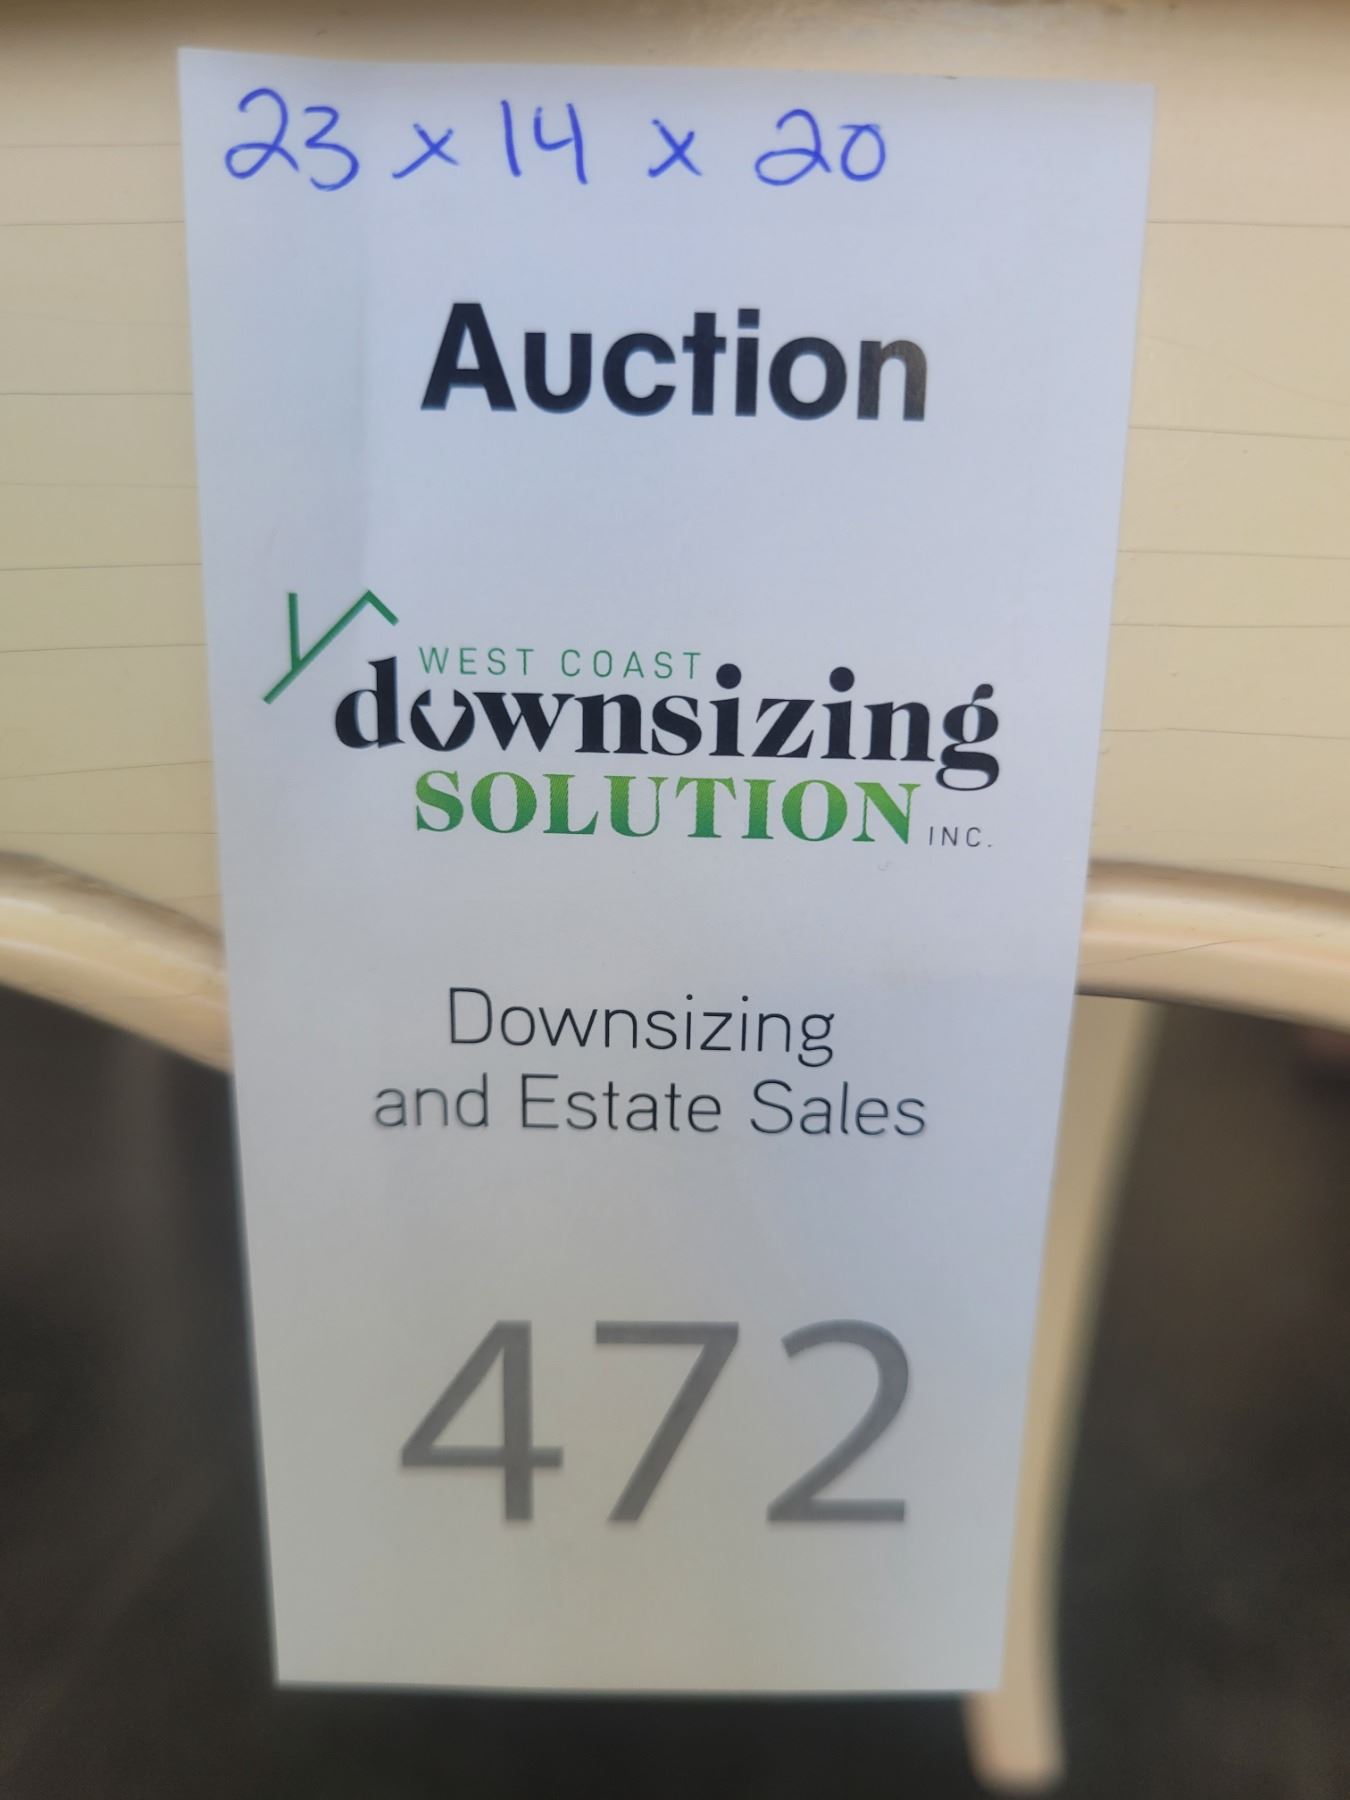 23 x 14 x 20
Auction
WEST COAST
downsizing
SOLUTION INC.
Downsizing
and Estate Sales
472